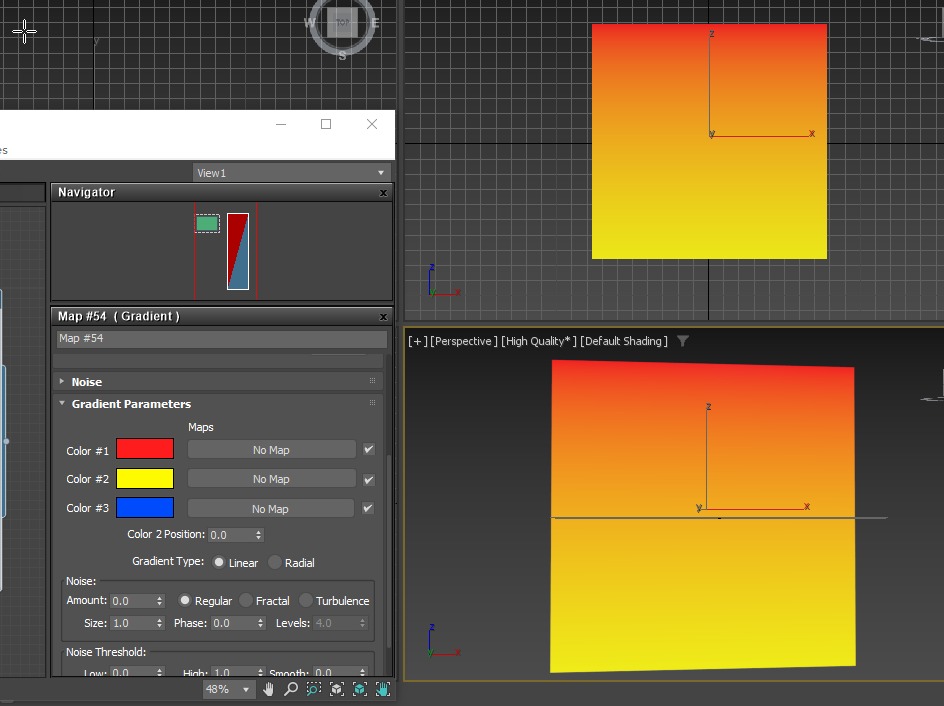 W TOP E
S
z
y x
z
y x
es
View1
Navigator x
Map #54 ( Gradient ) x
Map #54
Noise
Gradient Parameters
Maps
Color #1 No Map
Color #2 No Map
Color #3 No Map
Color 2 Position: 0.0
Gradient Type: Linear Radial
Noise:
Amount: 0.0 Regular Fractal Turbulence
Size: 1.0 Phase: 0.0 Levels: 4.0
Noise Threshold:
Low: 0.0 High: 1.0 Smooth: 0.0
48%
[+] [Perspective] [High Quality*] [Default Shading]
z
y x
z
y x